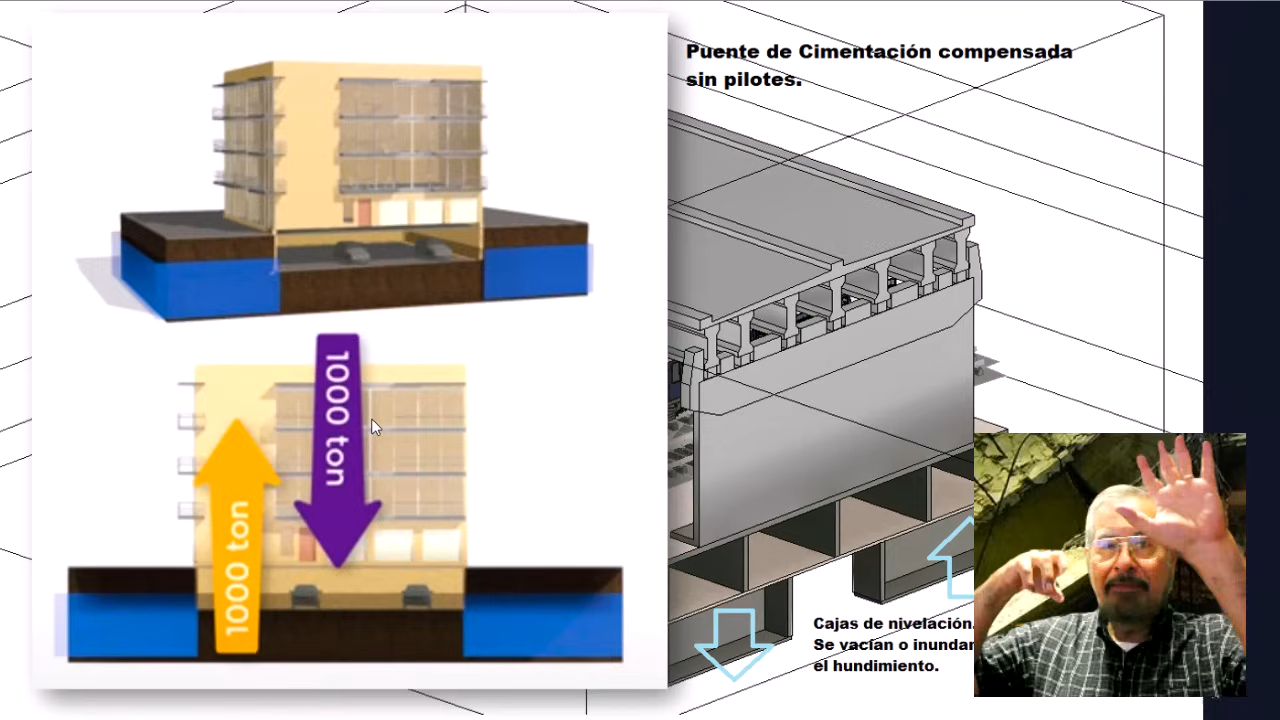 Puente de Cimentación compensada
sin pilotes.
1000 ton
1000 ton
Cajas de nivelación.
Se vacían o inundan
el hundimiento.